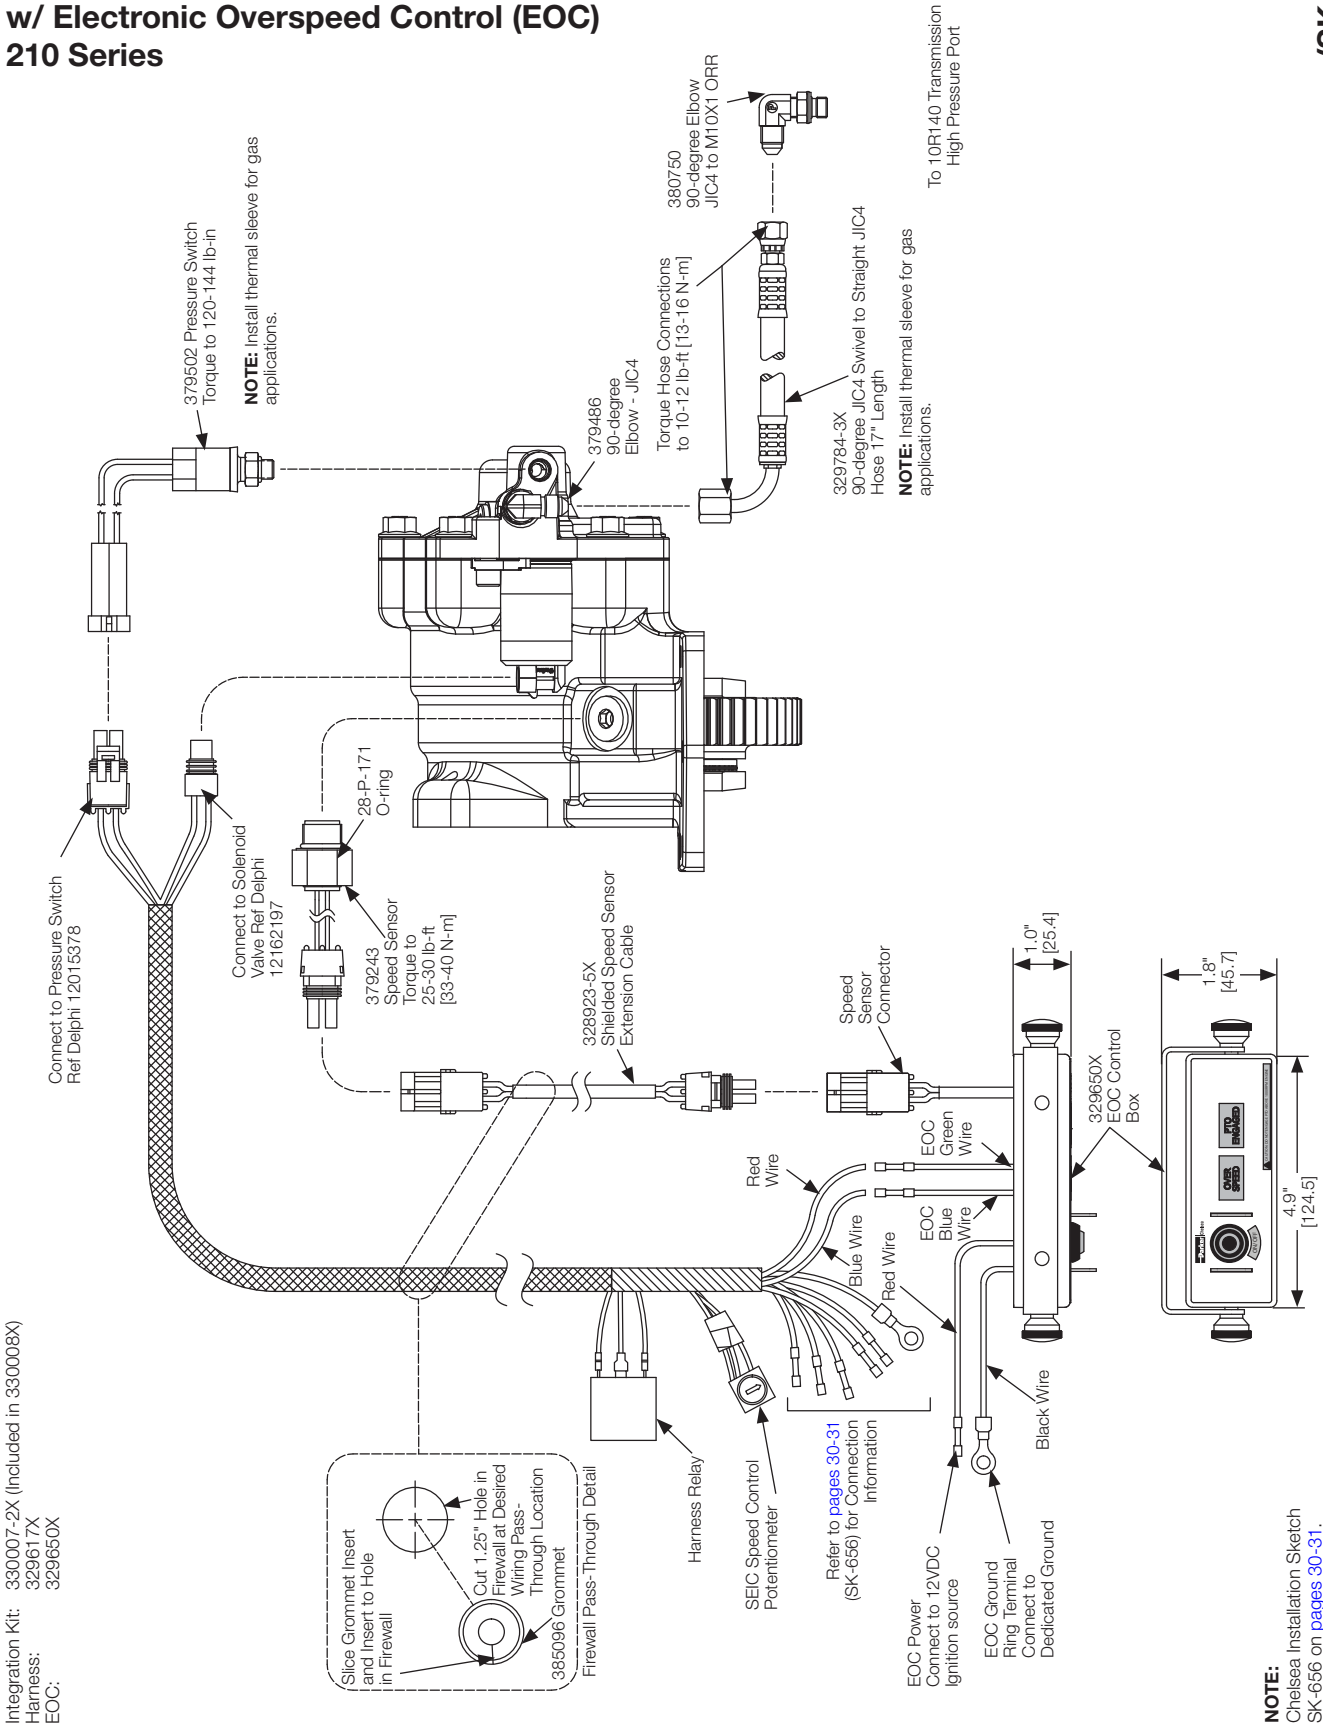 w/ Electronic Overspeed Control (EOC)
210 Series
Integration Kit: 330007-2X (Included in 330008X)
Harness: 329617X
EOC: 329650X
379502 Pressure Switch
Torque to 120-144 lb-in
NOTE: Install thermal sleeve for gas
applications.
380750
90-degree Elbow
JIC4 to M10X1 ORR
To 10R140 Transmission
High Pressure Port
379486
90-degree
Elbow - JIC4
Torque Hose Connections
to 10-12 lb-ft [13-16 N-m]
329784-3X
90-degree JIC4 Swivel to Straight JIC4
Hose 17" Length
NOTE: Install thermal sleeve for gas
applications.
Connect to Pressure Switch
Ref Delphi 12015378
Connect to Solenoid
Valve Ref Delphi
12162197
28-P-171
O-ring
379243
Speed Sensor
Torque to
25-30 lb-ft
[33-40 N-m]
328923-5X
Shielded Speed Sensor
Extension Cable
Speed
Sensor
Connector
1.0"
[25.4]
1.8"
[45.7]
329650X
EOC Control
Box
OVER
SPEED
PTO
ENGAGED
ON/OFF
4.9"
[124.5]
EOC
Green
Wire
Red
Wire
EOC
Blue
Wire
Blue Wire
Red Wire
Black Wire
Slice Grommet Insert
and Insert to Hole
in Firewall
Cut 1.25" Hole in
Firewall at Desired
Wiring Pass-
Through Location
385096 Grommet
Firewall Pass-Through Detail
Harness Relay
SEIC Speed Control
Potentiometer
Refer to pages 30-31
(SK-656) for Connection
Information
EOC Power
Connect to 12VDC
Ignition source
EOC Ground
Ring Terminal
Connect to
Dedicated Ground
NOTE:
Chelsea Installation Sketch
SK-656 on pages 30-31.